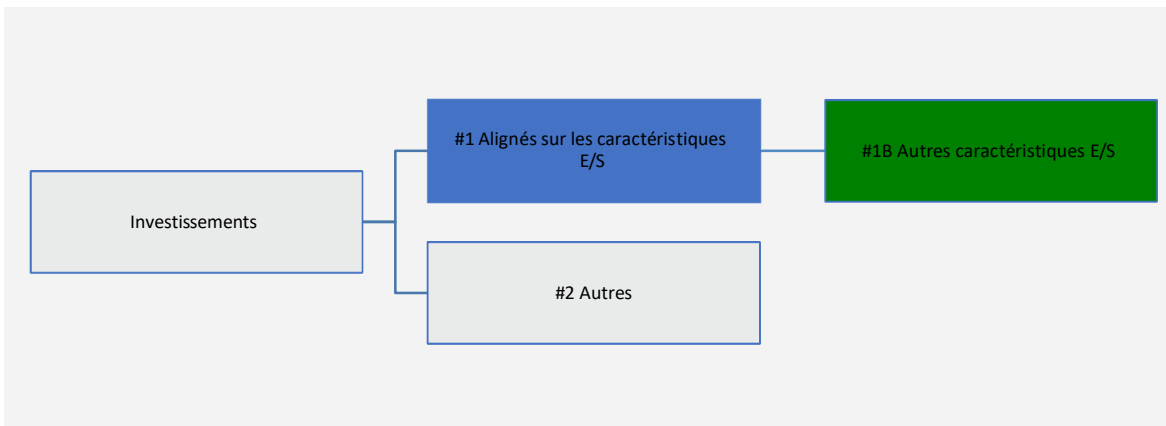 #1 Alignés sur les caractéristiques
E/S
#1B Autres caractéristiques E/S
Investissements
#2 Autres